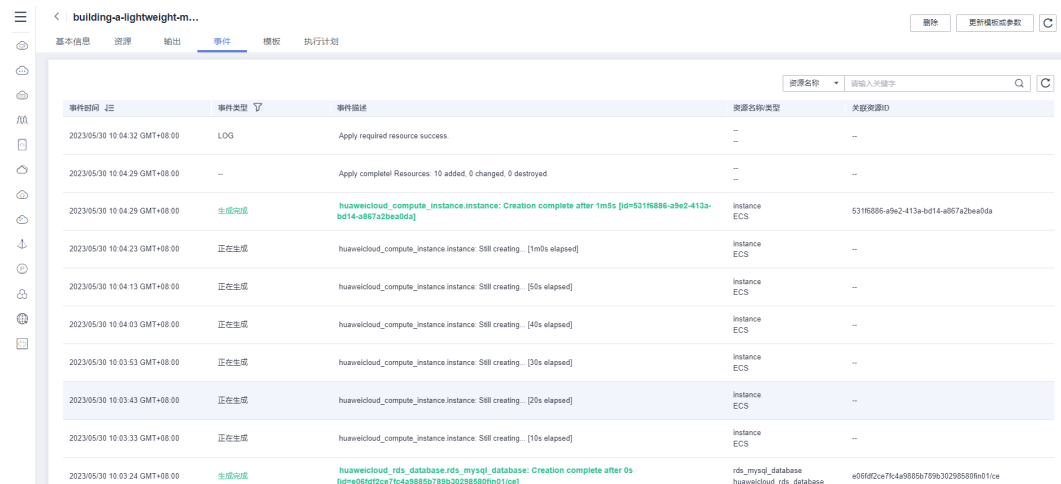 building-a-lightweight-m...
删除
更新模板或参数
基本信息 资源 输出 事件 模板 执行计划
资源名称 请输入关键字
事件时间 事件类型 事件描述 资源名称/类型 关联资源ID
2023/05/30 10:04:32 GMT+08:00 LOG Apply required resource success. -- --
--
2023/05/30 10:04:29 GMT+08:00 -- Apply complete! Resources: 10 added, 0 changed, 0 destroyed. -- --
--
2023/05/30 10:04:29 GMT+08:00 生成完成 huaweicloud_compute_instance.instance: Creation complete after 1m5s [id=531f6886-a9e2-413a- instance 531f6886-a9e2-413a-bd14-a867a2bea0da
bd14-a867a2bea0da] ECS
2023/05/30 10:04:23 GMT+08:00 正在生成 huaweicloud_compute_instance.instance: Still creating... [1m0s elapsed] instance --
ECS
2023/05/30 10:04:13 GMT+08:00 正在生成 huaweicloud_compute_instance.instance: Still creating... [50s elapsed] instance --
ECS
2023/05/30 10:04:03 GMT+08:00 正在生成 huaweicloud_compute_instance.instance: Still creating... [40s elapsed] instance --
ECS
2023/05/30 10:03:53 GMT+08:00 正在生成 huaweicloud_compute_instance.instance: Still creating... [30s elapsed] instance --
ECS
2023/05/30 10:03:43 GMT+08:00 正在生成 huaweicloud_compute_instance.instance: Still creating... [20s elapsed] instance --
ECS
2023/05/30 10:03:33 GMT+08:00 正在生成 huaweicloud_compute_instance.instance: Still creating... [10s elapsed] instance --
ECS
2023/05/30 10:03:24 GMT+08:00 生成完成 huaweicloud_rds_database.rds_mysql_database: Creation complete after 0s rds_mysql_database e06fdf2ce7fc4a9885b789b30298580fin01/ce
[id=e06fdf2ce7fc4a9885b789b30298580fin01/ce] huaweicloud_rds_database